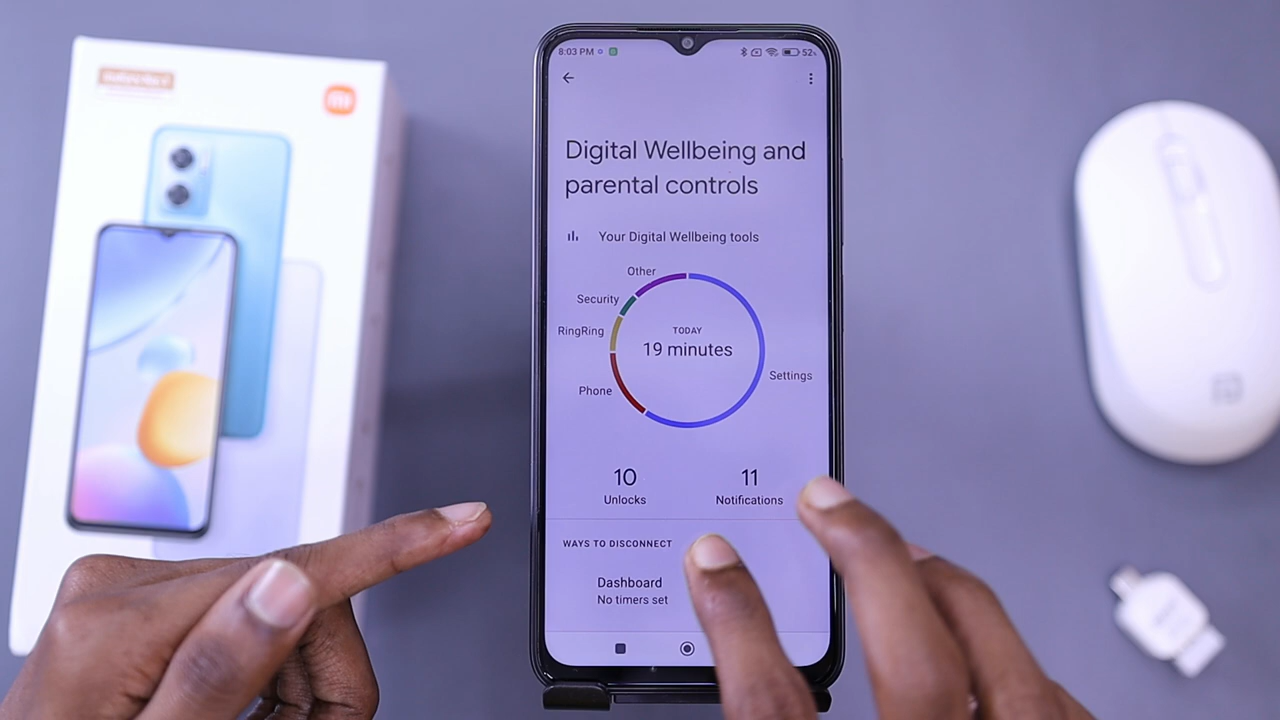 8:03 PM
52%
Digital Wellbeing and
parental controls
Your Digital Wellbeing tools
Other
Security
RingRing
Phone
Settings
TODAY
19 minutes
10
Unlocks
11
Notifications
WAYS TO DISCONNECT
Dashboard
No timers set